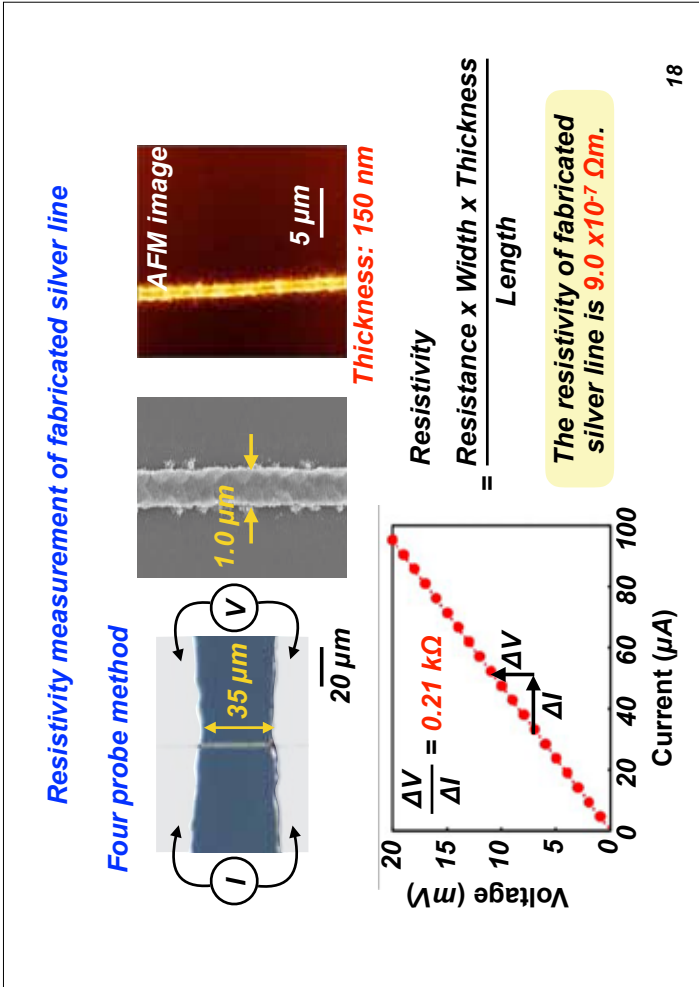 Resistivity measurement of fabricated silver line
Four probe method
I
V
35 µm
20 µm
1.0 µm
AFM image
5 µm
Thickness: 150 nm
Voltage (mV)
20
15
10
5
0
0
20
40
60
80
100
Current (µA)
ΔV
ΔI
= 0.21 kΩ
ΔV
ΔI
Resistivity
= Resistance x Width x Thickness
Length
The resistivity of fabricated
silver line is 9.0 x10-7 Ωm.
18